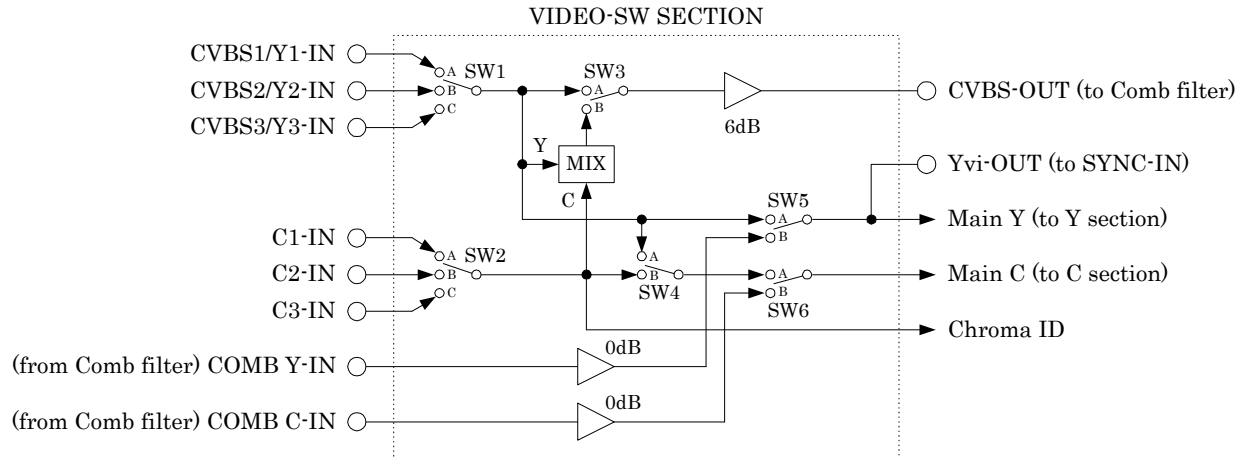 VIDEO-SW SECTION
CVBS1/Y1-IN
CVBS2/Y2-IN
CVBS3/Y3-IN
A
B
C
SW1
SW3
A
B
6dB
CVBS-OUT (to Comb filter)
Y
MIX
C
Yvi-OUT (to SYNC-IN)
SW5
A
B
Main Y (to Y section)
C1-IN
C2-IN
C3-IN
A
B
C
SW2
A
B
SW4
A
B
SW6
Main C (to C section)
Chroma ID
(from Comb filter) COMB Y-IN
0dB
(from Comb filter) COMB C-IN
0dB